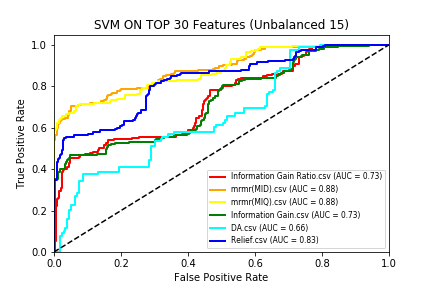 SVM ON TOP 30 Features (Unbalanced 15)
True Positive Rate
1.0
0.8
0.6
0.4
0.2
0.0
Information Gain Ratio.csv (AUC = 0.73)
mrmr(MID).csv (AUC = 0.88)
mrmr(MIQ).csv (AUC = 0.88)
Information Gain.csv (AUC = 0.73)
DA.csv (AUC = 0.66)
Relief.csv (AUC = 0.83)
0.0 0.2 0.4 0.6 0.8 1.0
False Positive Rate